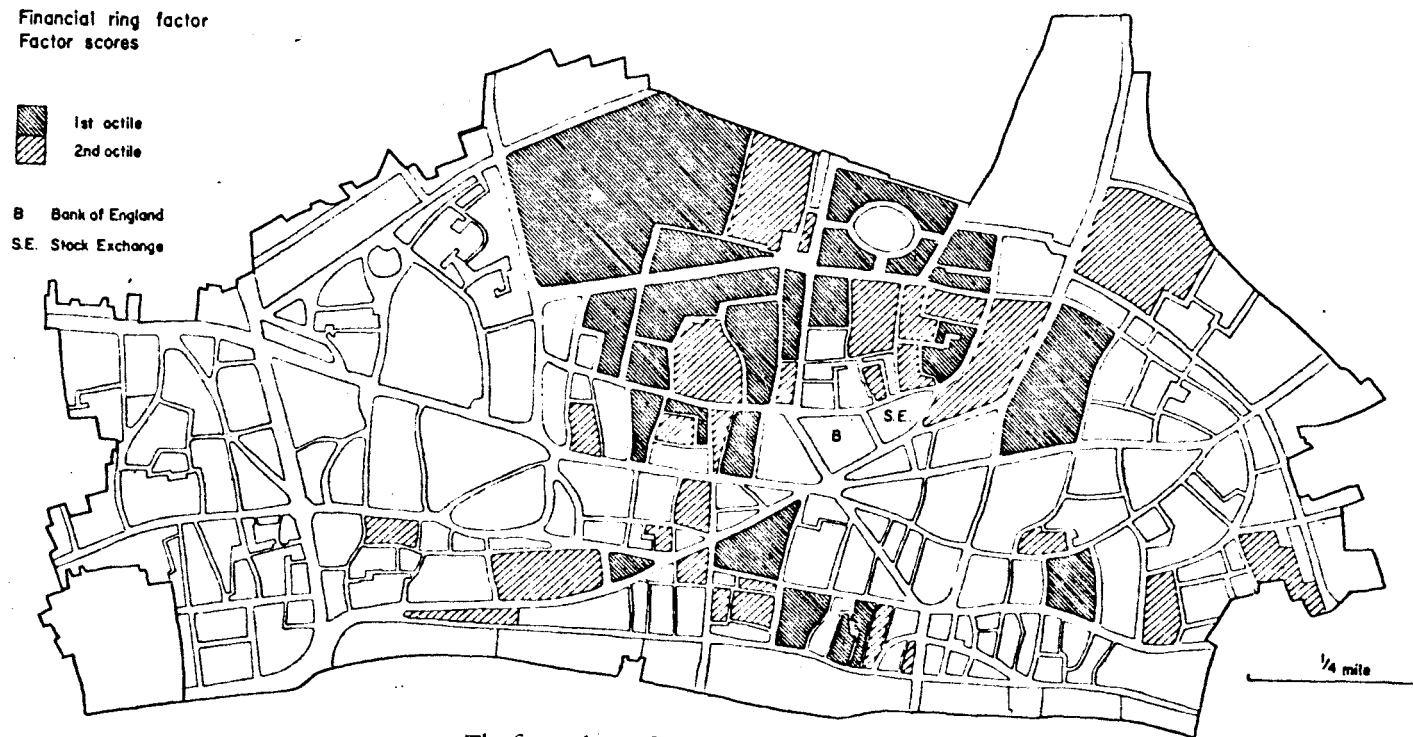 Financial ring factor
Factor scores
1st octile
2nd octile
B Bank of England
S.E. Stock Exchange
S.E.
B
1/4 mile